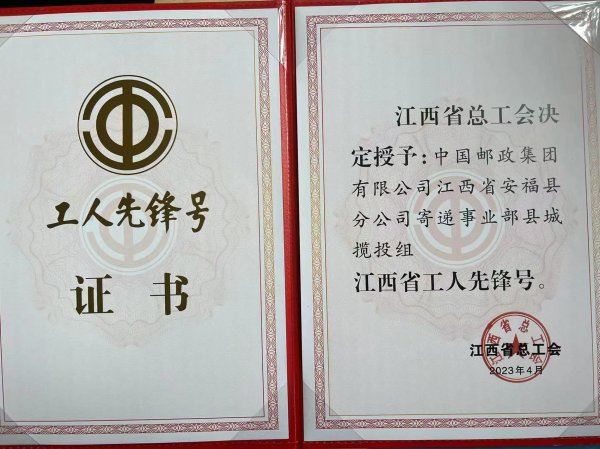 工人先锋号
证书
江西省总工会决
定授予：中国邮政集团
有限公司江西省安福县
分公司寄递事业部县城
揽投组
江西省工人先锋号。
江西省总工会
江西省总工会
2023年4月